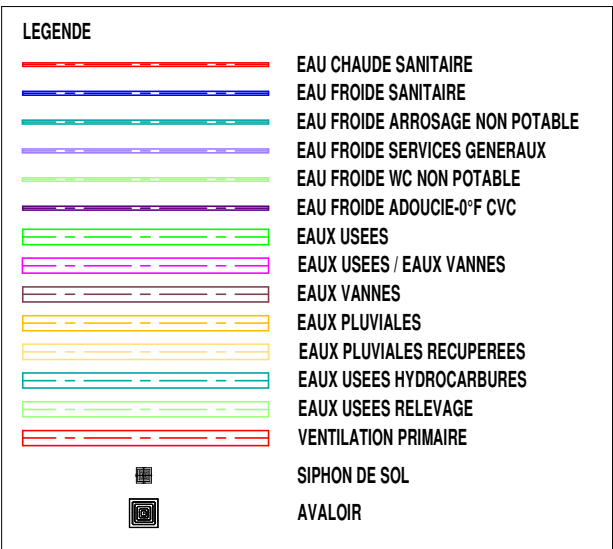 LEGENDE
EAU CHAUDE SANITAIRE
EAU FROIDE SANITAIRE
EAU FROIDE ARROSAGE NON POTABLE
EAU FROIDE SERVICES GENERAUX
EAU FROIDE WC NON POTABLE
EAU FROIDE ADOUCIE-0°F CVC
EAUX USEES
EAUX USEES / EAUX VANNES
EAUX VANNES
EAUX PLUVIALES
EAUX PLUVIALES RECUPEREES
EAUX USEES HYDROCARBURES
EAUX USEES RELEVAGE
VENTILATION PRIMAIRE
SIPHON DE SOL
AVALOIR